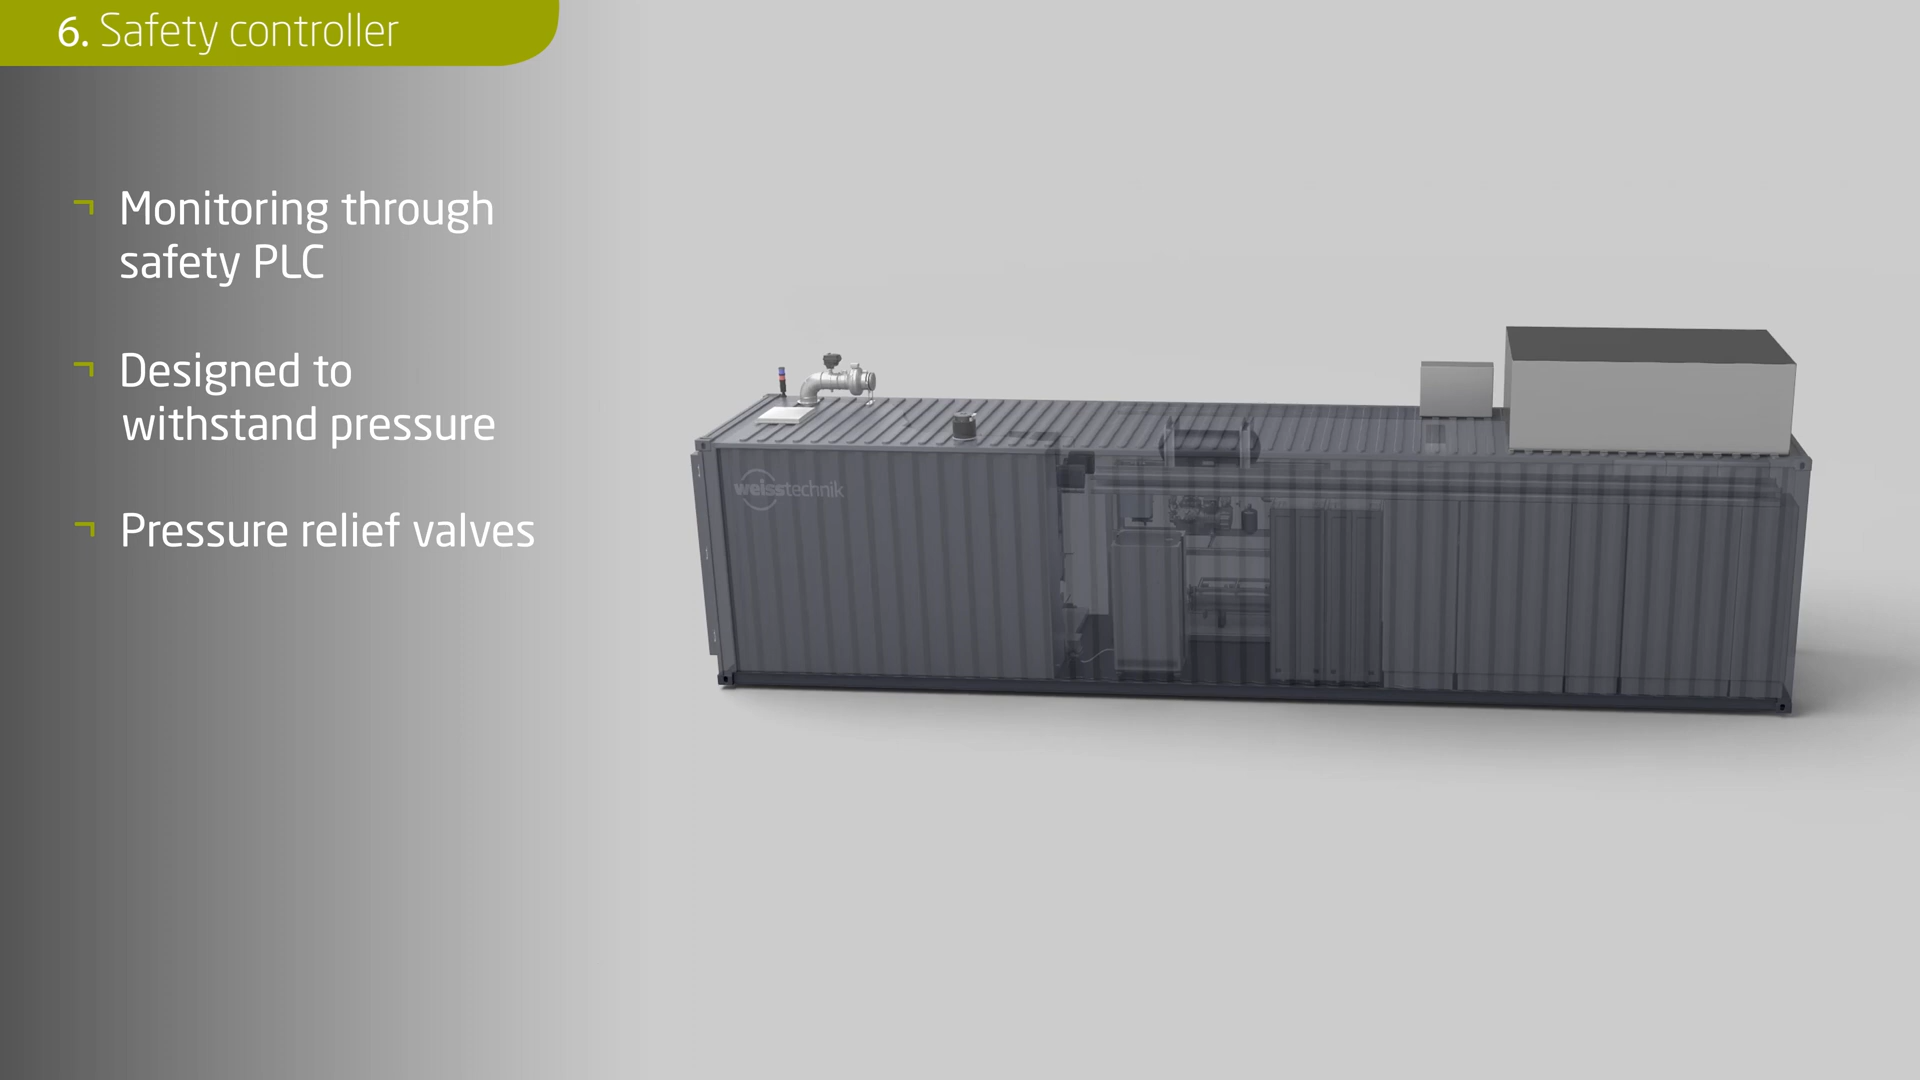 6. Safety controller
Monitoring through
safety PLC
Designed to
withstand pressure
Pressure relief valves
weisstechnik